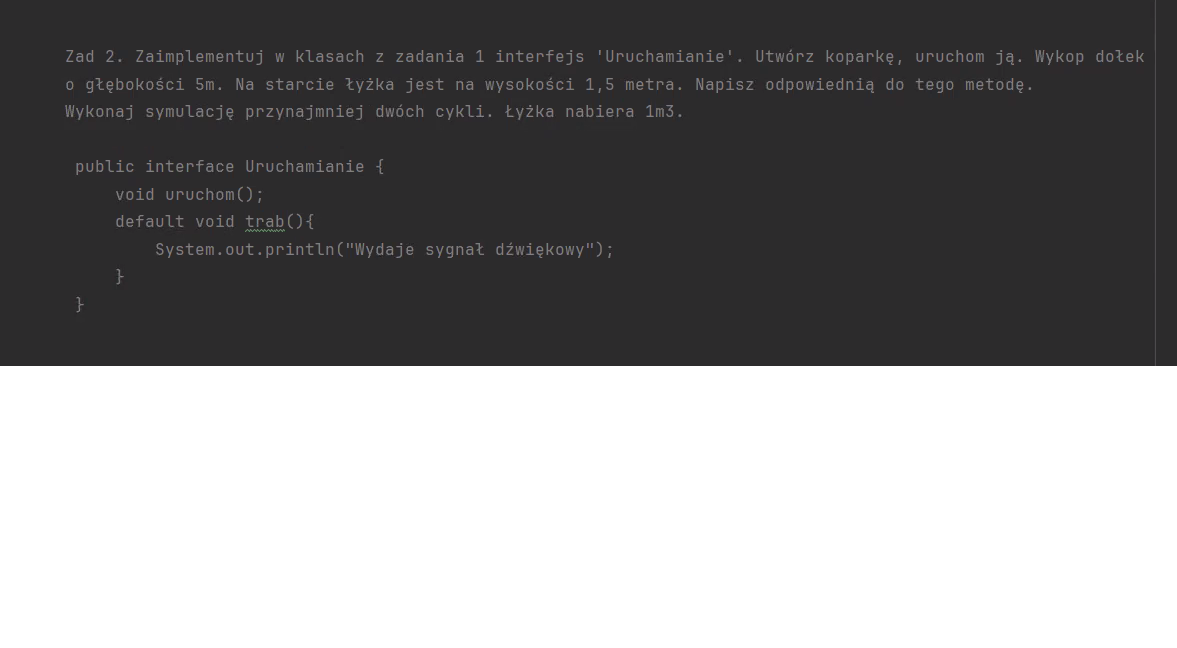 Zad 2. Zaimplementuj w klasach z zadania 1 interfejs 'Uruchamianie'. Utwórz koparkę, uruchom ją. Wykop dołek
o głębokości 5m. Na starcie łyżka jest na wysokości 1,5 metra. Napisz odpowiednią do tego metodę.
Wykonaj symulację przynajmniej dwóch cykli. Łyżka nabiera 1m3.
public interface Uruchamianie {
void uruchom();
default void trab(){
System.out.println("Wydaje sygnał dźwiękowy");
}
}